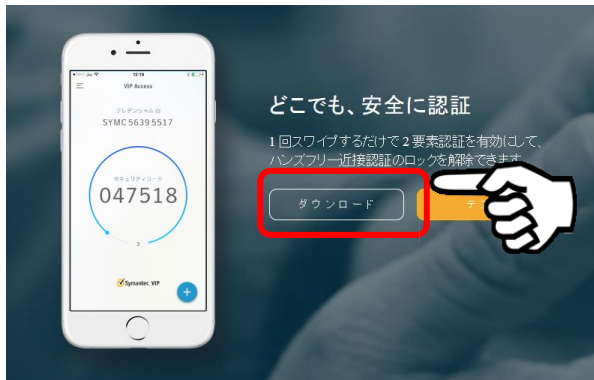 12:19
VIP Access
クレデンシャル ID
SYMC 5639 5517
セキュリティコード
047518
3
Symantec. VIP
どこでも、安全に認証
1 回スワイプするだけで 2 要素認証を有効にして、
ハンズフリー近接認証のロックを解除できます
ダウンロード